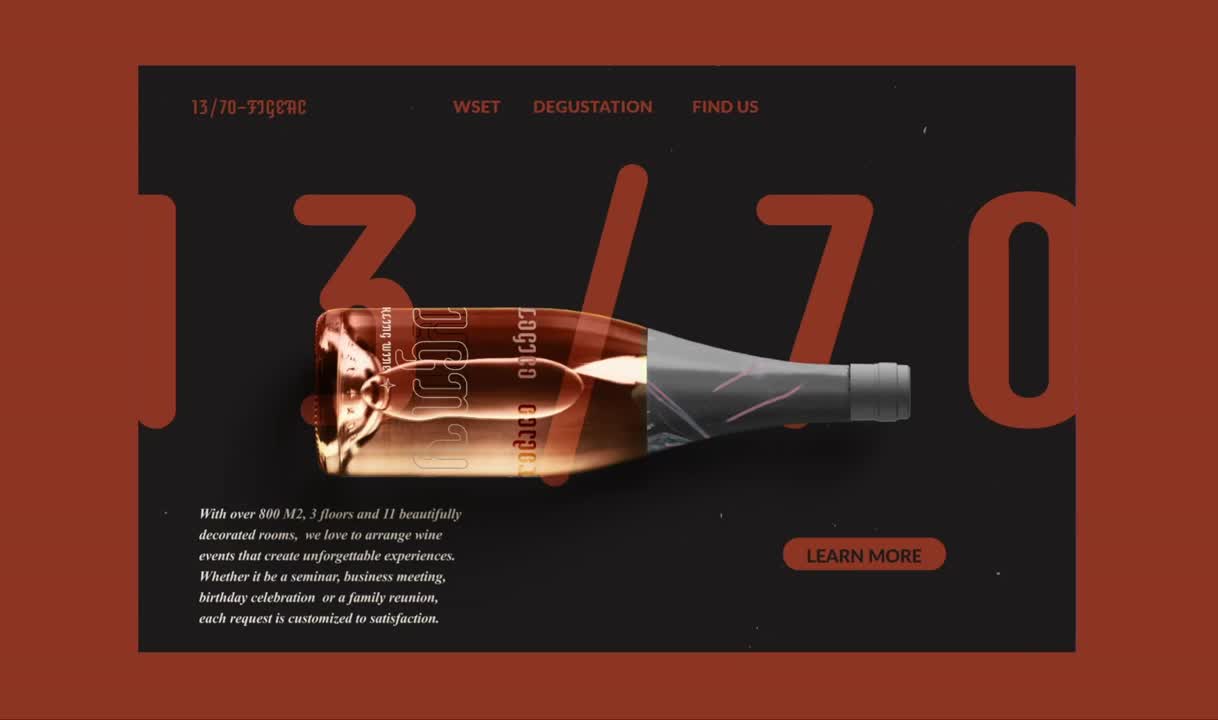 13/70-FIGEAC
WSET DEGUSTATION FIND US
13/70
With over 800 M2, 3 floors and 11 beautifully
decorated rooms, we love to arrange wine
events that create unforgettable experiences.
Whether it be a seminar, business meeting,
birthday celebration or a family reunion,
each request is customized to satisfaction.
LEARN MORE